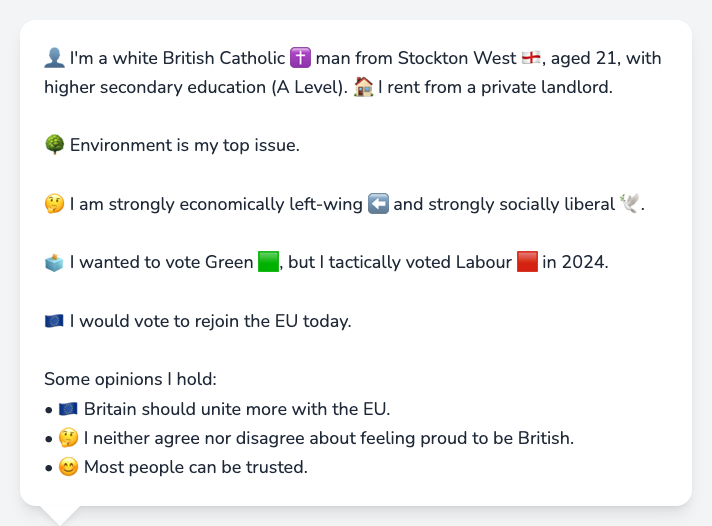 👤 I'm a white British Catholic ✝️ man from Stockton West 🏴󠁧󠁢󠁥󠁮󠁧󠁿, aged 21, with
higher secondary education (A Level). 🏠 I rent from a private landlord.
🌳 Environment is my top issue.
🤔 I am strongly economically left-wing ⬅️ and strongly socially liberal 🕊️.
🗳️ I wanted to vote Green 🟩, but I tactically voted Labour 🟥 in 2024.
🇪🇺 I would vote to rejoin the EU today.
Some opinions I hold:
• 🇪🇺 Britain should unite more with the EU.
• 🤔 I neither agree nor disagree about feeling proud to be British.
• 😊 Most people can be trusted.